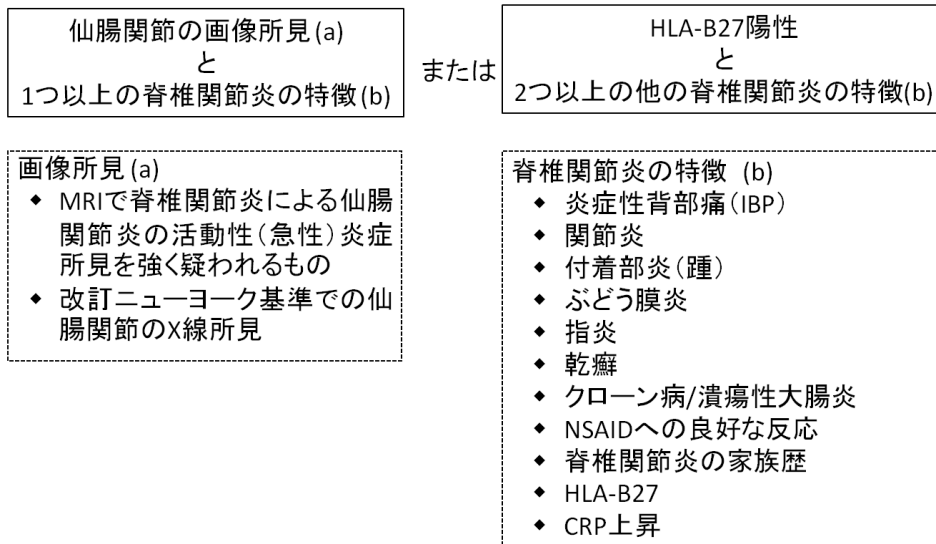 仙腸関節の画像所見(a)
と
1つ以上の脊椎関節炎の特徴(b)
または
HLA-B27陽性
と
2つ以上の他の脊椎関節炎の特徴(b)
画像所見(a)
◆ MRIで脊椎関節炎による仙腸
関節炎の活動性(急性)炎症
所見を強く疑われるもの
◆ 改訂ニューヨーク基準での仙
腸関節のX線所見
脊椎関節炎の特徴 (b)
◆ 炎症性背部痛(IBP)
◆ 関節炎
◆ 付着部炎(踵)
◆ ぶどう膜炎
◆ 指炎
◆ 乾癬
◆ クローン病/潰瘍性大腸炎
◆ NSAIDへの良好な反応
◆ 脊椎関節炎の家族歴
◆ HLA-B27
◆ CRP上昇